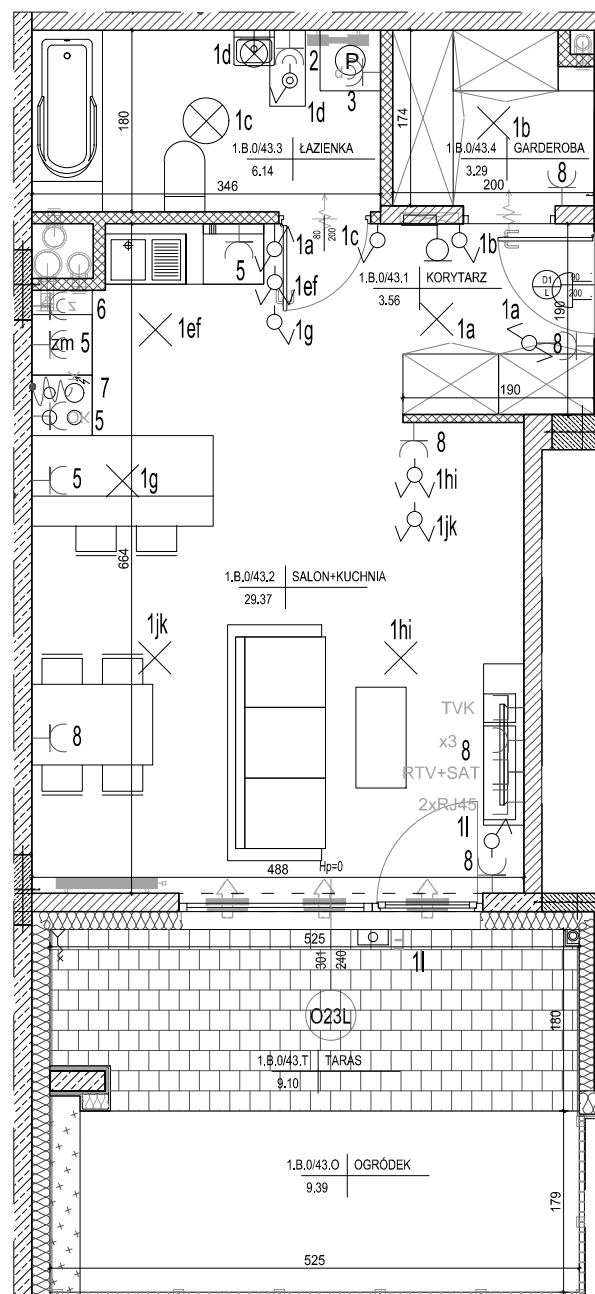 1d
2
P
3
180
1c
1d
174
1b
1.B.0/43.3 ŁAZIENKA
6.14
1.B.0/43.4 GARDEROBA
3.29
8
346
200
80
200
1a
1c
1b
5
1ef
1.B.0/43.1 KORYTARZ
3.56
D1
L
90
200
190
6
1ef
1g
1a
1a
zm 5
8
7
5
190
8
5
1g
1hi
1jk
664
1.B.0/43.2 SALON+KUCHNIA
29.37
1jk
1hi
TVK
8
x3 8
RTV+SAT
2xRJ45
1l
8
488
Hp=0
525
301
240
1l
O23L
180
1.B.0/43.T TARAS
9.10
1.B.0/43.O OGRÓDEK
9.39
179
525